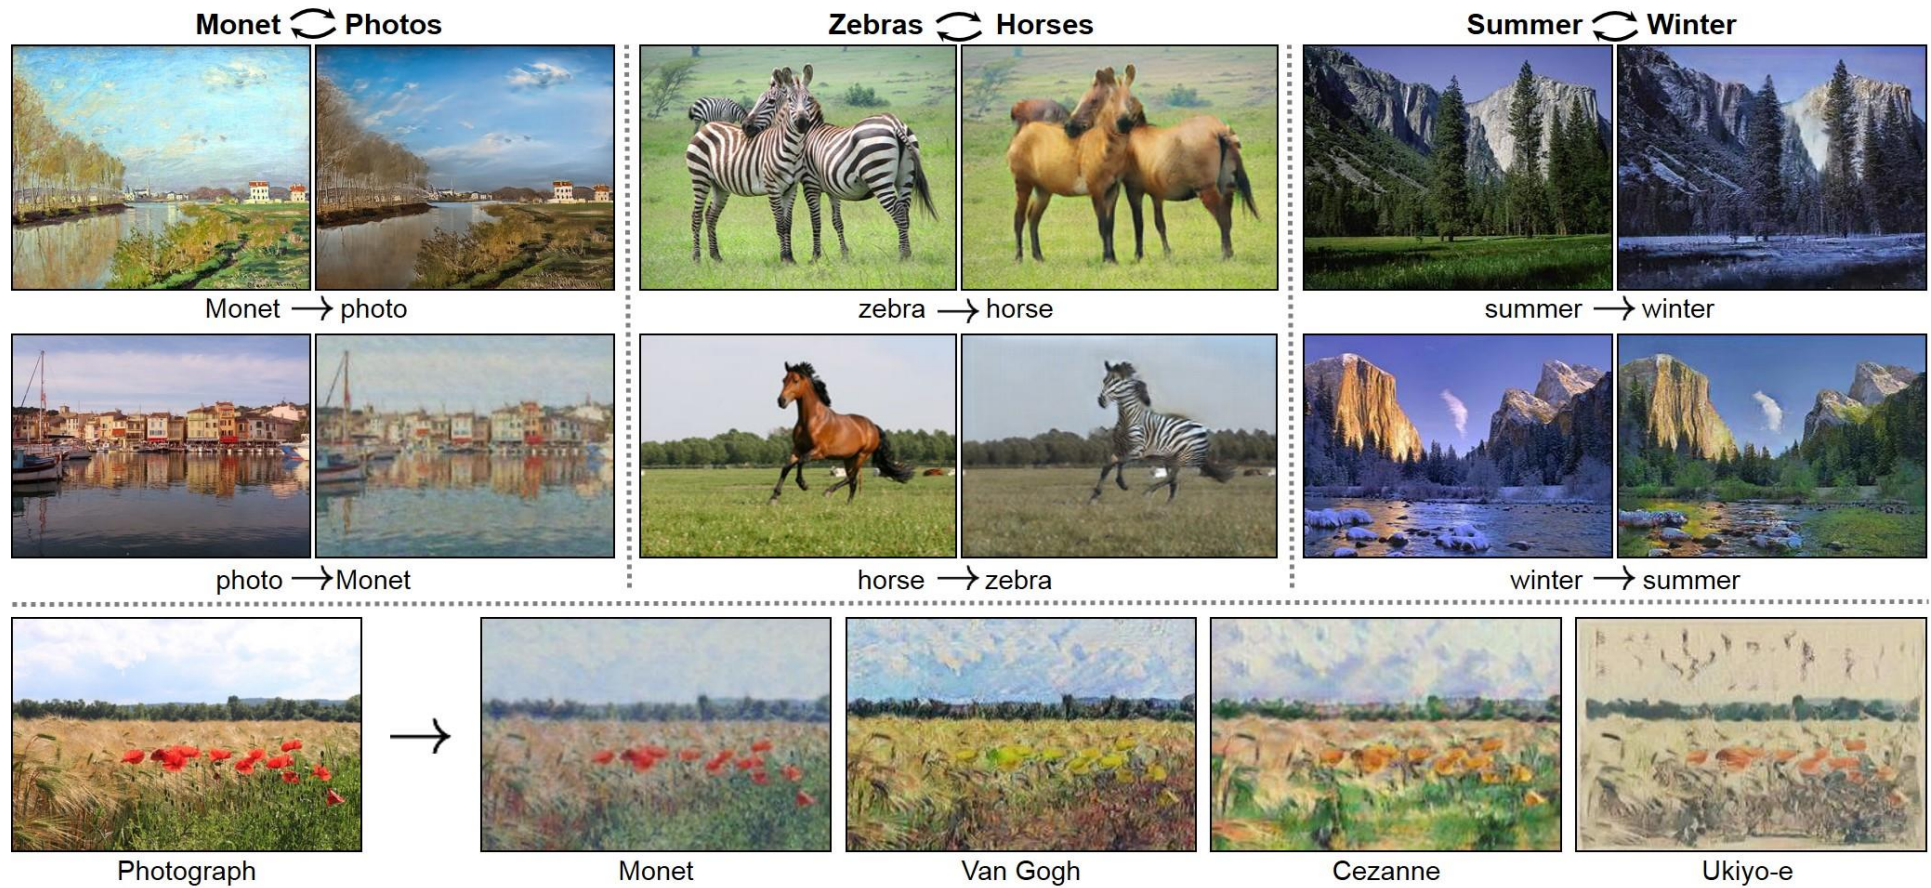 Monet ⇄ Photos
Zebras ⇄ Horses
Summer ⇄ Winter
Monet → photo
zebra → horse
summer → winter
photo → Monet
horse → zebra
winter → summer
Photograph
→
Monet
Van Gogh
Cezanne
Ukiyo-e